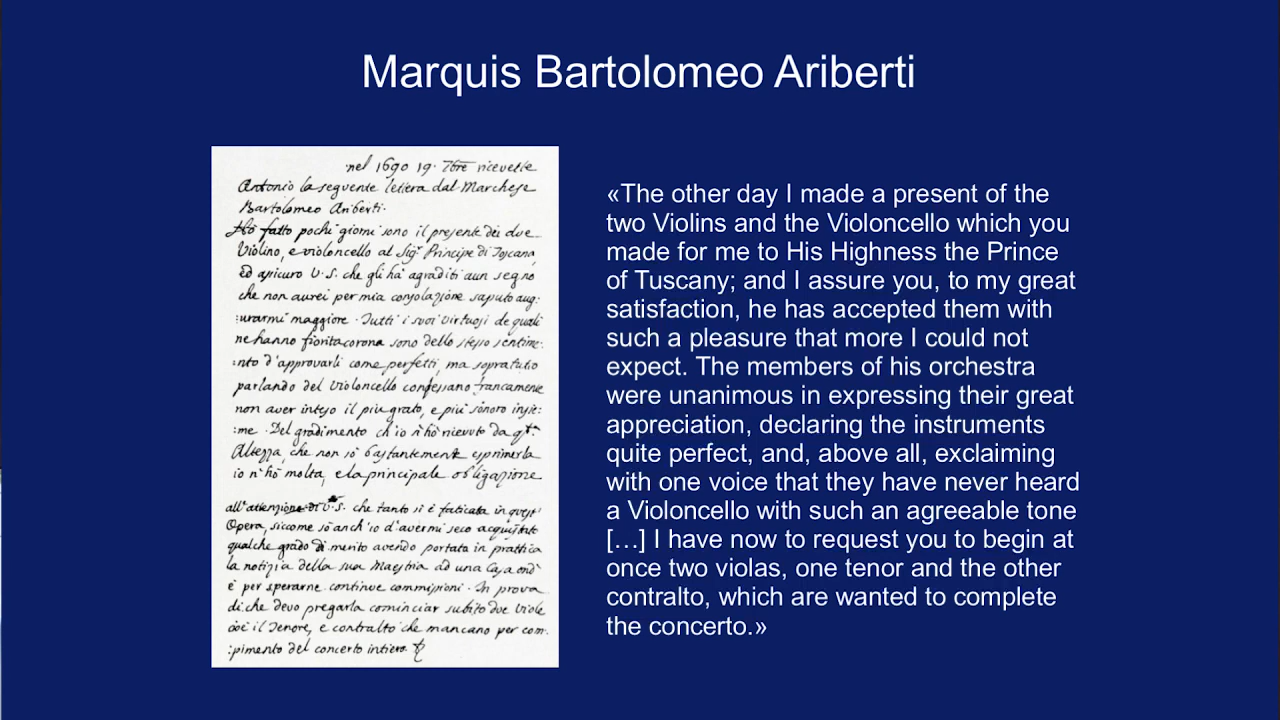 Marquis Bartolomeo Ariberti
nel 1690 19. 7bre ricevette
Antonio la seguente lettera dal Marchese
Bartolomeo Ariberti.
Hò fatto pochi giorni sono il presente dei due
Violino, e violoncello al Sig.r Principe di Toscana,
ed assicuro V.S. che gli hà agraditi aun segno
che non aurei per mia consolazione saputo aug:
:urarmi maggiore. Tutti i suoi virtuosi de quali
ne hanno fiorita corona sono dello stesso sentime:
:nto d'approvarli come perfetti, ma sopratutto
parlando del violoncello confessano francamente
non aver inteso il più grato, e più sonoro insie:
:me. Del gradimento ch'io n'hò ricevuto da
Altezza, che non sò bastantemente esprimerla
io n'hò molta, e la principale obligazione
all'attenzione di V.S. che tanto si è faticata in quest'
Opera, siccome sò anch'io d'avermi seco acquistato
qualche grado di merito avendo portata in prattica
la notizia della sua Maestria ad una Casa ond'
è per sperarne continue commissioni. In prova
di che devo pregarla cominciar subito due Viole
cioè il Tenore, e contralto che mancano per com:
:pimento del concerto intiero.
«The other day I made a present of the
two Violins and the Violoncello which you
made for me to His Highness the Prince
of Tuscany; and I assure you, to my great
satisfaction, he has accepted them with
such a pleasure that more I could not
expect. The members of his orchestra
were unanimous in expressing their great
appreciation, declaring the instruments
quite perfect, and, above all, exclaiming
with one voice that they have never heard
a Violoncello with such an agreeable tone
[…] I have now to request you to begin at
once two violas, one tenor and the other
contralto, which are wanted to complete
the concerto.»